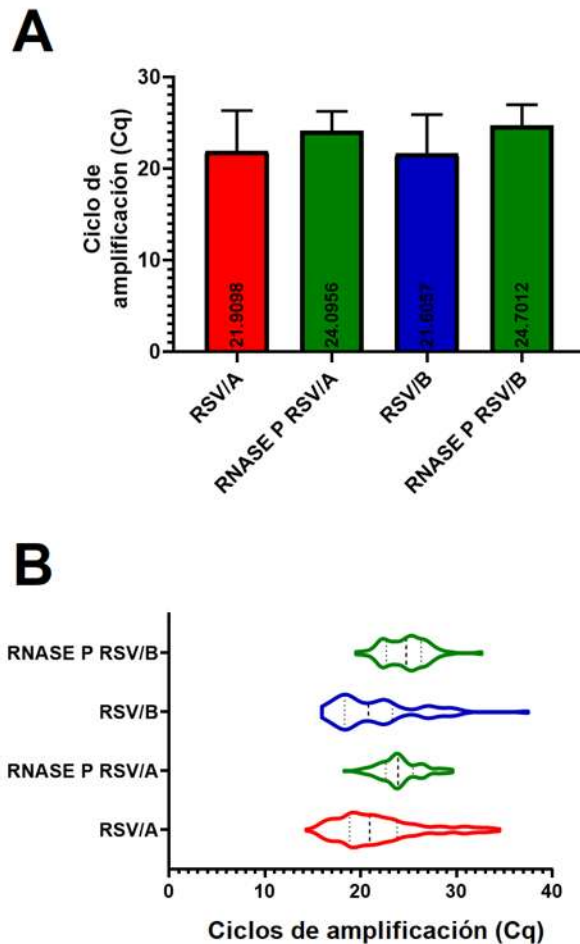 A
Ciclo de
amplificación (Cq)
30
20
10
0
21.9098
24.0956
21.6057
24.7012
RSV/A
RNASE P RSV/A
RSV/B
RNASE P RSV/B
B
RNASE P RSV/B
RSV/B
RNASE P RSV/A
RSV/A
0
10
20
30
40
Ciclos de amplificación (Cq)